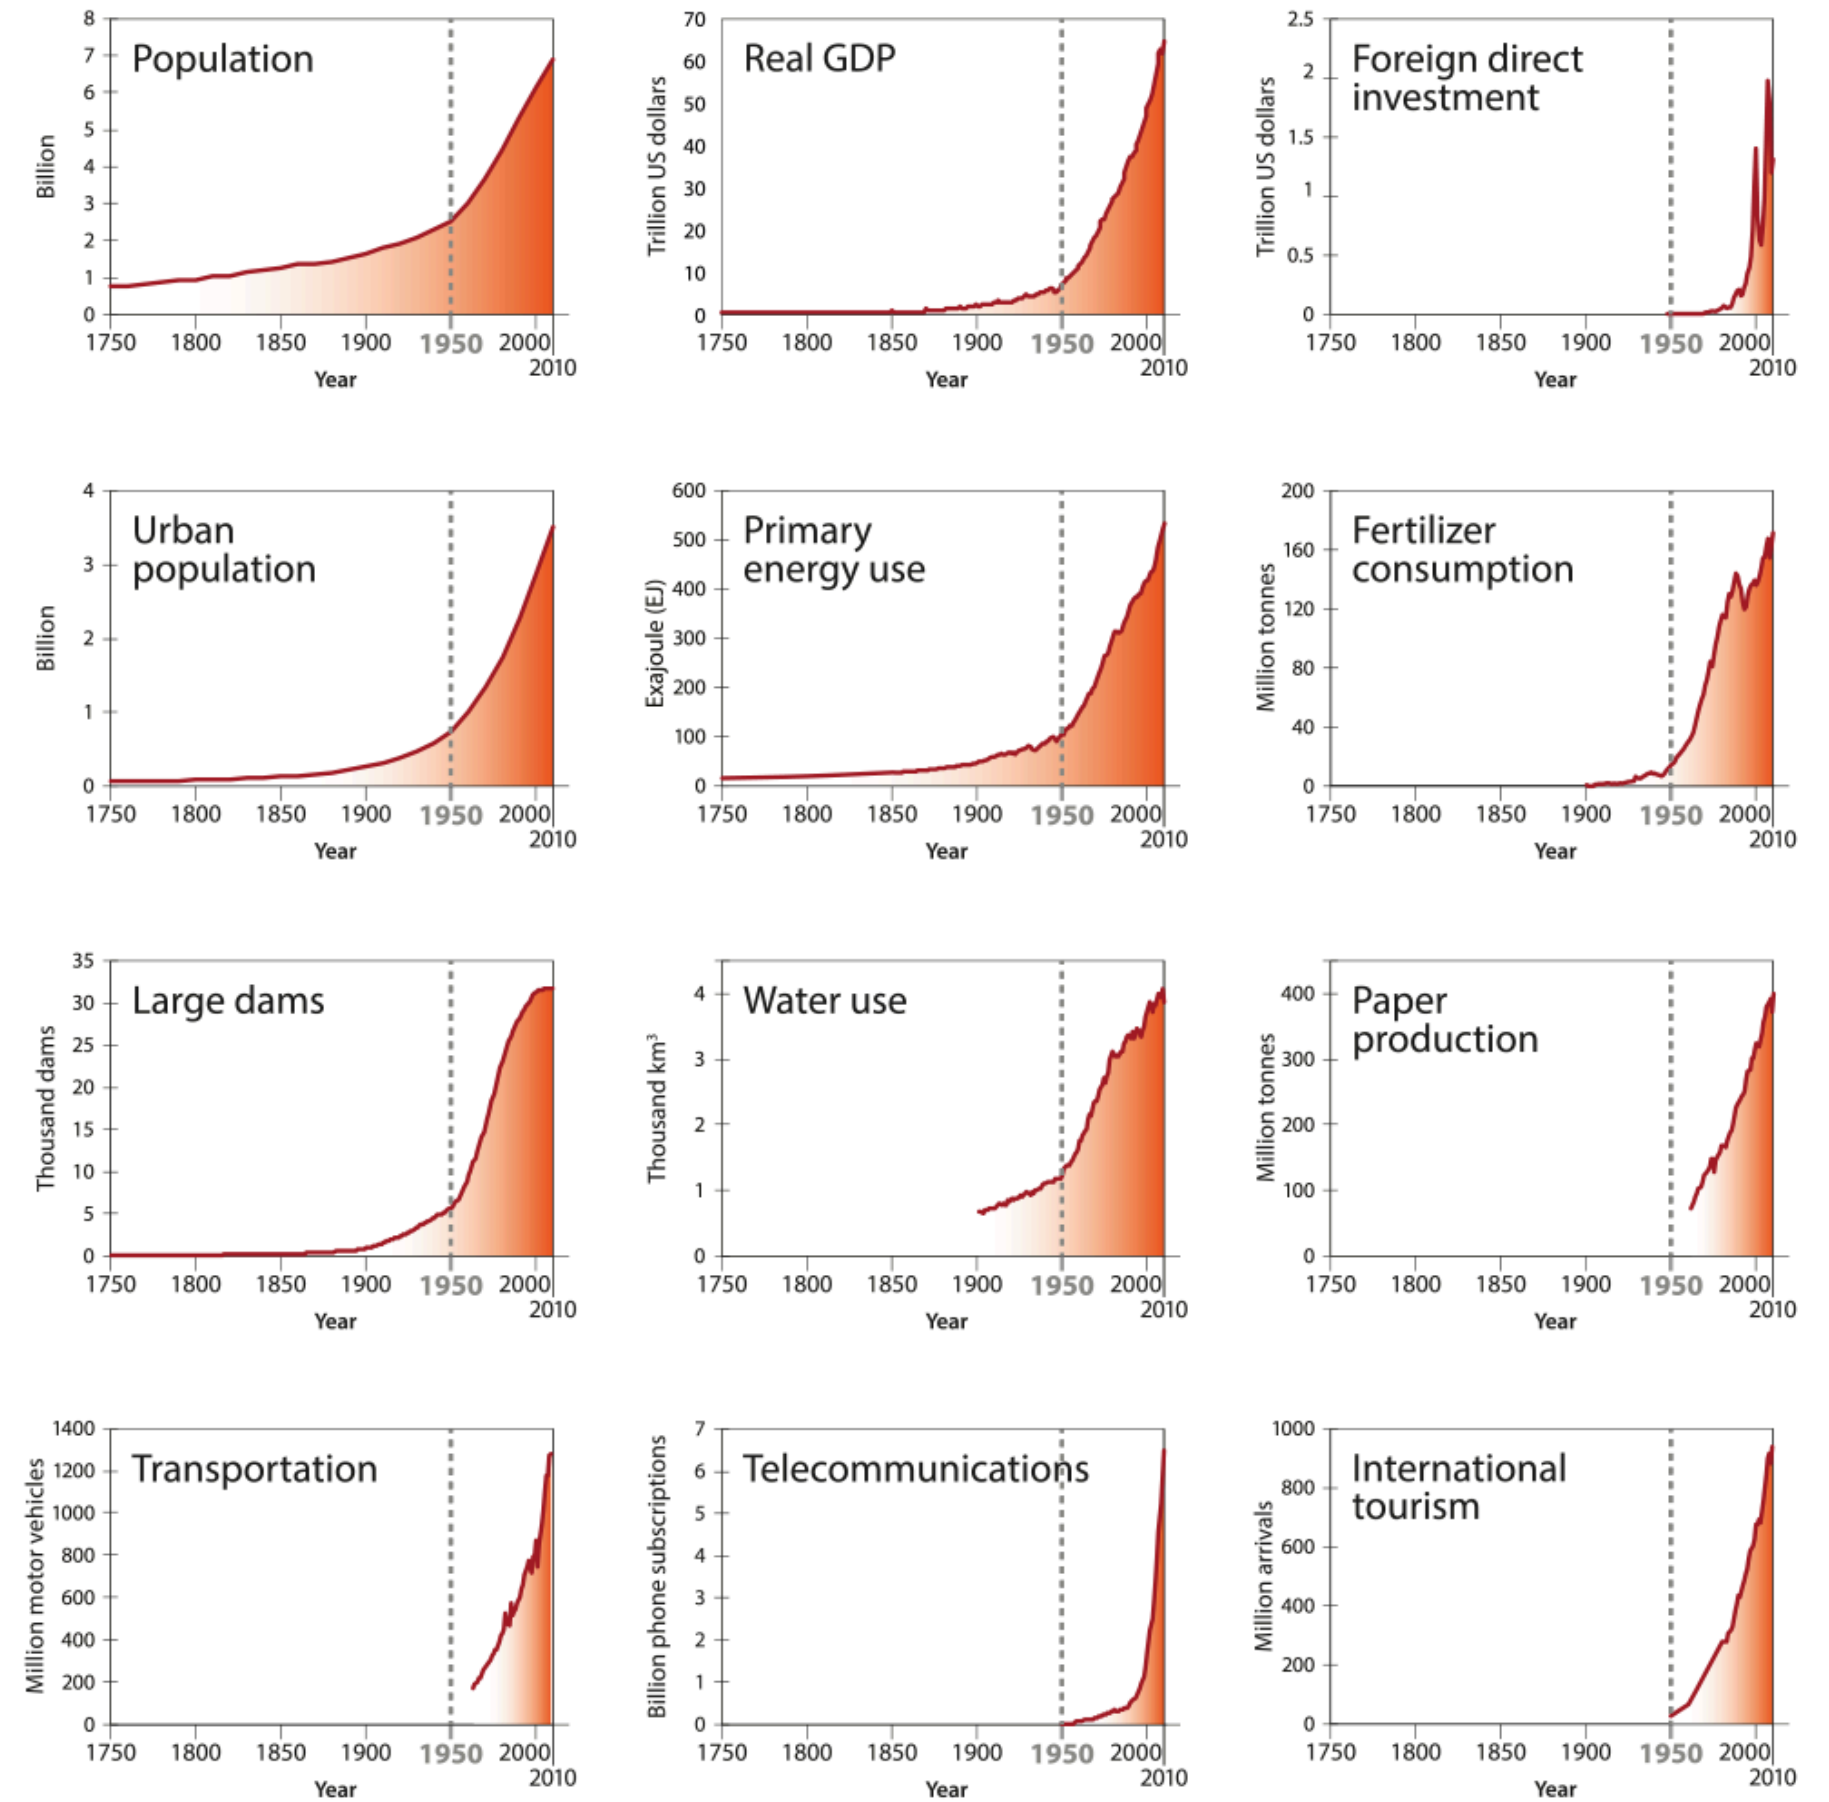 Population
Billion
8
7
6
5
4
3
2
1
0
1750 1800 1850 1900 1950 2000
2010
Year
Real GDP
Trillion US dollars
70
60
50
40
30
20
10
0
1750 1800 1850 1900 1950 2000
2010
Year
Foreign direct
investment
Trillion US dollars
2.5
2
1.5
1
0.5
0
1750 1800 1850 1900 1950 2000
2010
Year
Urban
population
Billion
4
3
2
1
0
1750 1800 1850 1900 1950 2000
2010
Year
Primary
energy use
Exajoule (EJ)
600
500
400
300
200
100
0
1750 1800 1850 1900 1950 2000
2010
Year
Fertilizer
consumption
Million tonnes
200
160
120
80
40
0
1750 1800 1850 1900 1950 2000
2010
Year
Large dams
Thousand dams
35
30
25
20
15
10
5
0
1750 1800 1850 1900 1950 2000
2010
Year
Water use
Thousand km³
4
3
2
1
0
1750 1800 1850 1900 1950 2000
2010
Year
Paper
production
Million tonnes
400
300
200
100
0
1750 1800 1850 1900 1950 2000
2010
Year
Transportation
Million motor vehicles
1400
1200
1000
800
600
400
200
0
1750 1800 1850 1900 1950 2000
2010
Year
Telecommunications
Billion phone subscriptions
7
6
5
4
3
2
1
0
1750 1800 1850 1900 1950 2000
2010
Year
International
tourism
Million arrivals
1000
800
600
400
200
0
1750 1800 1850 1900 1950 2000
2010
Year